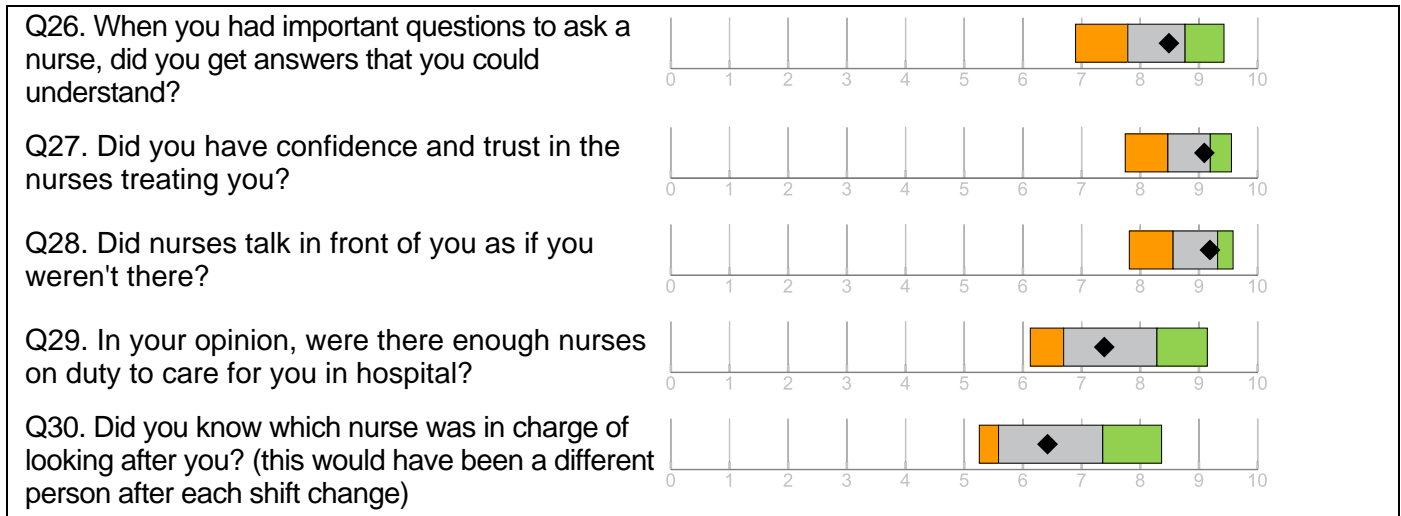 Q26. When you had important questions to ask a
nurse, did you get answers that you could
understand?
0 1 2 3 4 5 6 7 8 9 10
Q27. Did you have confidence and trust in the
nurses treating you?
0 1 2 3 4 5 6 7 8 9 10
Q28. Did nurses talk in front of you as if you
weren't there?
0 1 2 3 4 5 6 7 8 9 10
Q29. In your opinion, were there enough nurses
on duty to care for you in hospital?
0 1 2 3 4 5 6 7 8 9 10
Q30. Did you know which nurse was in charge of
looking after you? (this would have been a different
person after each shift change)
0 1 2 3 4 5 6 7 8 9 10